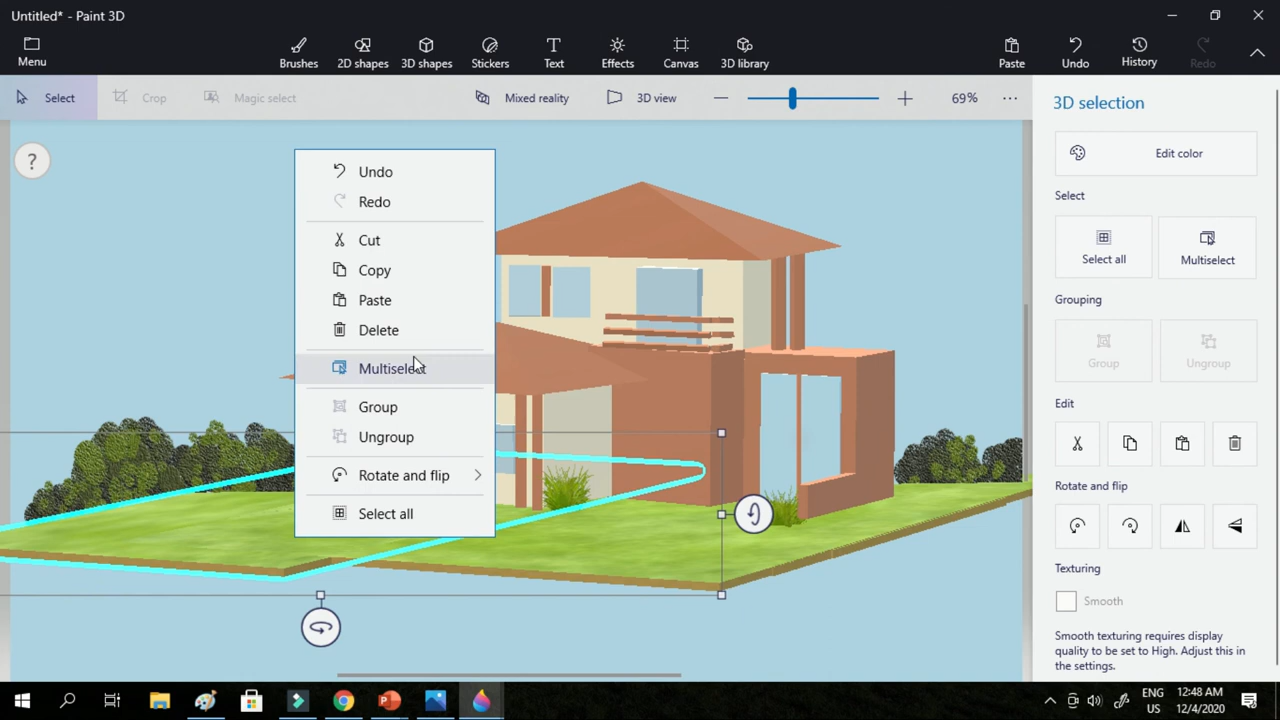 Untitled* - Paint 3D
Menu
Brushes
2D shapes
3D shapes
Stickers
Text
Effects
Canvas
3D library
Paste
Undo
History
Redo
Select
Crop
Magic select
Mixed reality
3D view
69%
?
Undo
Redo
Cut
Copy
Paste
Delete
Multiselect
Group
Ungroup
Rotate and flip
Select all
3D selection
Edit color
Select
Select all
Multiselect
Grouping
Group
Ungroup
Edit
Rotate and flip
Texturing
Smooth
Smooth texturing requires display
quality to be set to High. Adjust this in
the settings.
ENG
US
12:48 AM
12/4/2020